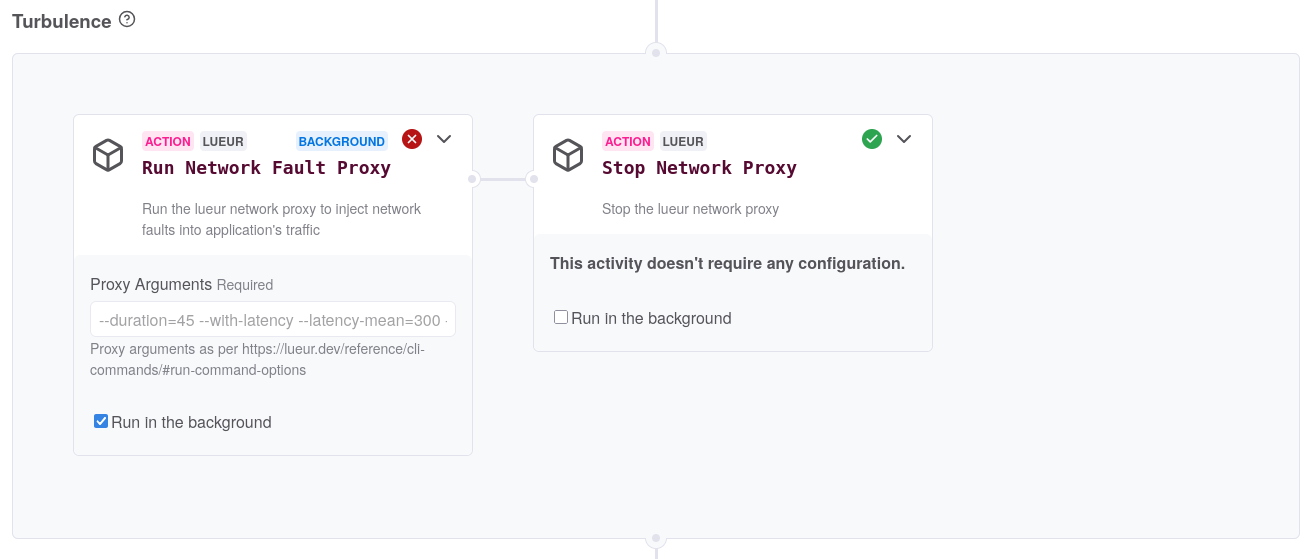 Turbulence
ACTION LUEUR BACKGROUND
Run Network Fault Proxy
Run the lueur network proxy to inject network
faults into application's traffic
Proxy Arguments Required
--duration=45 --with-latency --latency-mean=300 -
Proxy arguments as per https://lueur.dev/reference/cli-
commands/#run-command-options
Run in the background
ACTION LUEUR
Stop Network Proxy
Stop the lueur network proxy
This activity doesn't require any configuration.
Run in the background